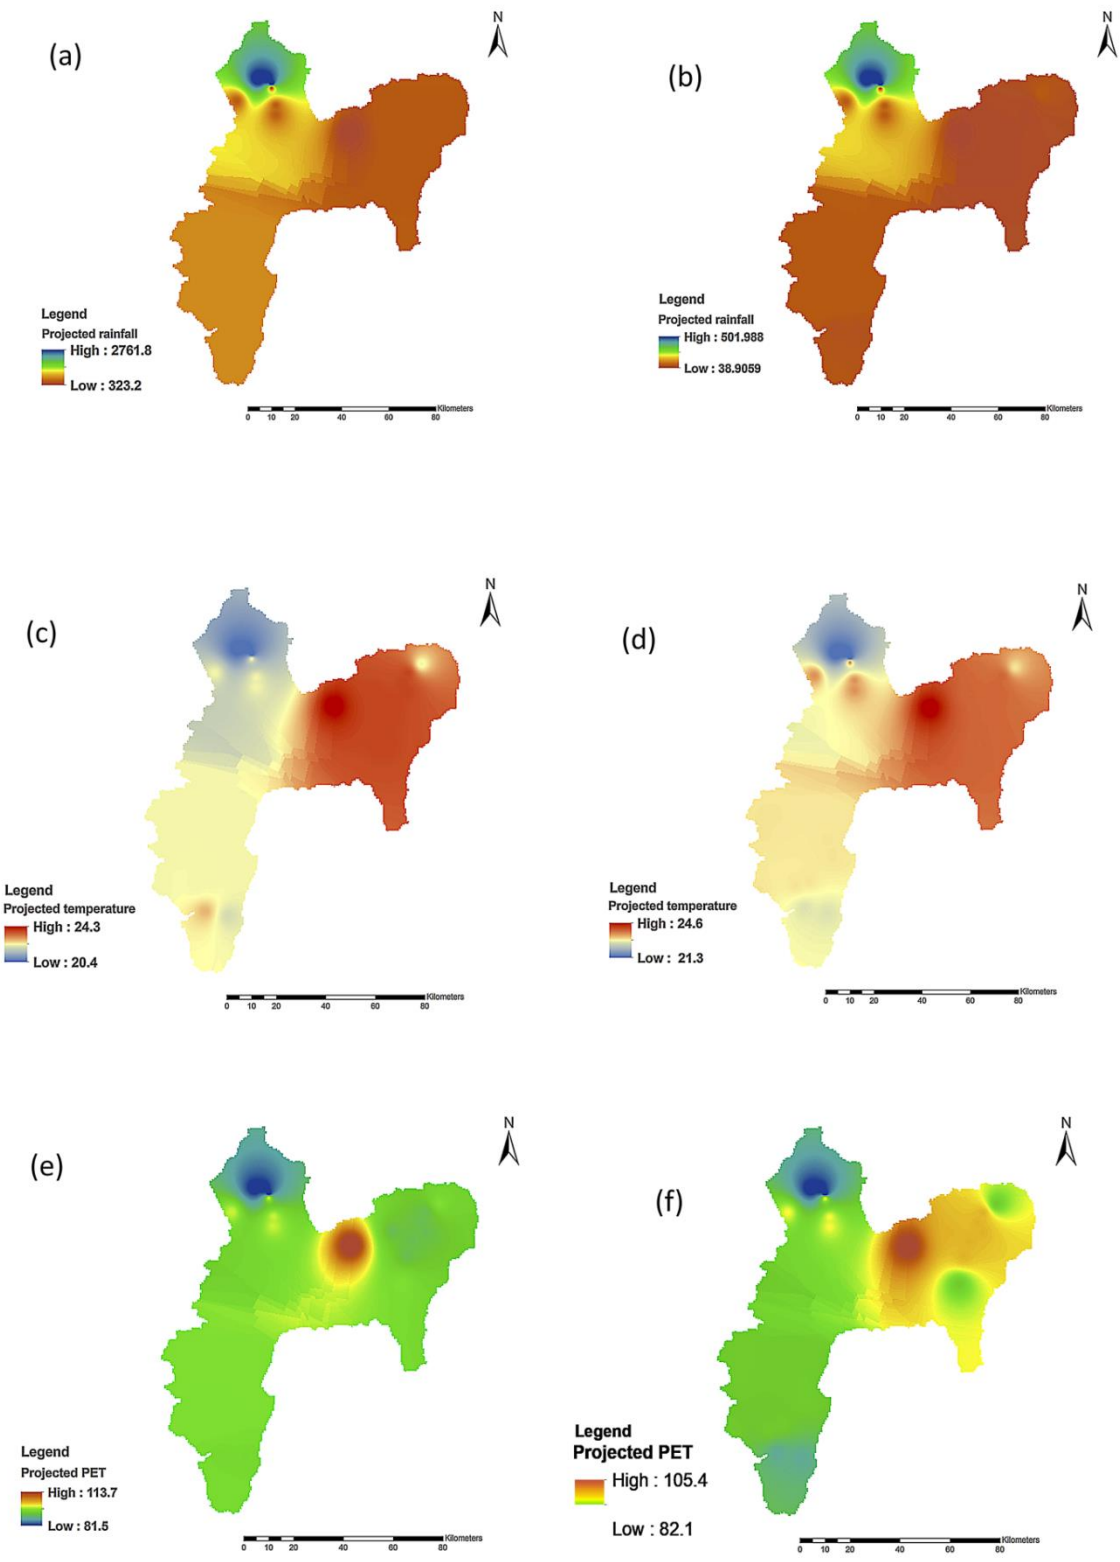 (a)
N
Legend
Projected rainfall
High : 2761.8
Low : 323.2
Kilometers
0 10 20 40 60 80
(b)
N
Legend
Projected rainfall
High : 501.988
Low : 38.9059
Kilometers
0 10 20 40 60 80
(c)
N
Legend
Projected temperature
High : 24.3
Low : 20.4
Kilometers
0 10 20 40 60 80
(d)
N
Legend
Projected temperature
High : 24.6
Low : 21.3
Kilometers
0 10 20 40 60 80
(e)
N
Legend
Projected PET
High : 113.7
Low : 81.5
Kilometers
0 10 20 40 60 80
(f)
N
Legend
Projected PET
High : 105.4
Low : 82.1
Kilometers
0 10 20 40 60 80